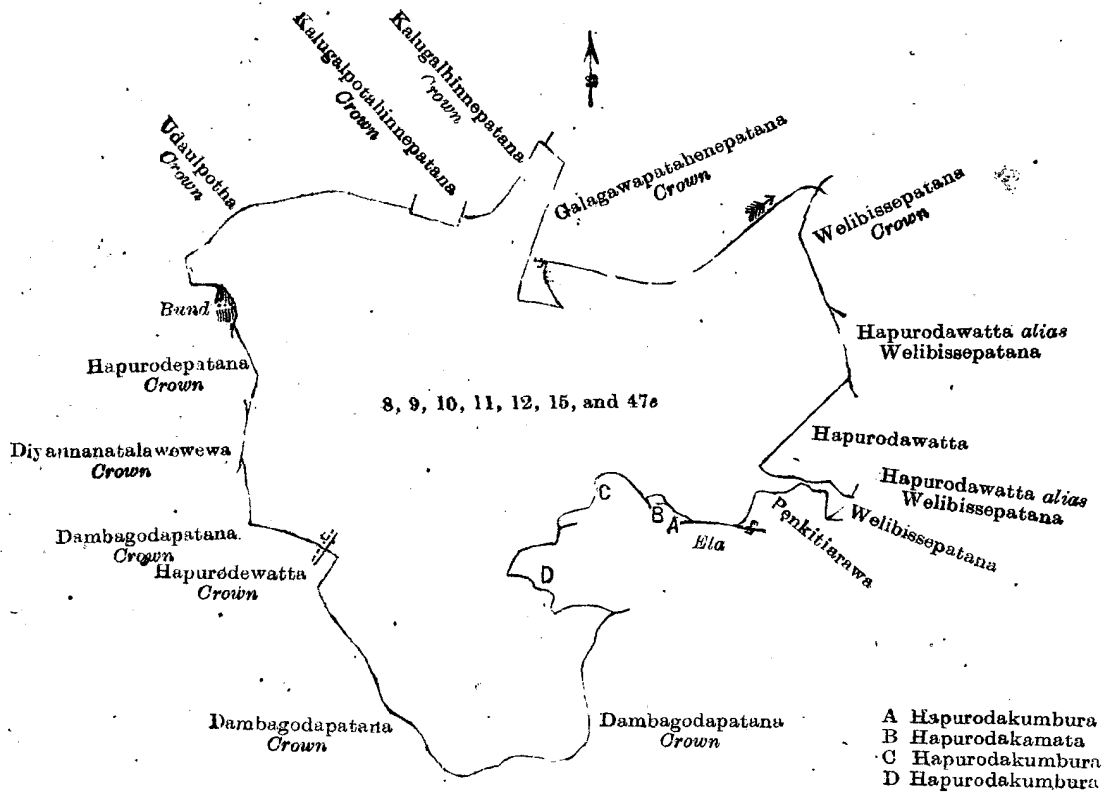 Kalugalhinnepatana
Crown
Kalugalpotahinnepatana
Crown
Udaulpotha
Crown
Galagawapatahenepatana
Crown
Welibissepatana
Crown
Bund
Hapurodawatta alias
Welibissepatana
Hapurodepatana
Crown
8, 9, 10, 11, 12, 15, and 47e
Hapurodawatta
Diyannanatalawewewa
Crown
Hapurodawatta alias
Welibissepatana
Welibissepatana
Penkitiarawa
C
B
A
Ela
Dambagodapatana
Crown
Hapurodewatta
Crown
D
Dambagodapatana
Crown
Dambagodapatana
Crown
A Hapurodakumbura
B Hapurodakamata
C Hapurodakumbura
D Hapurodakumbura